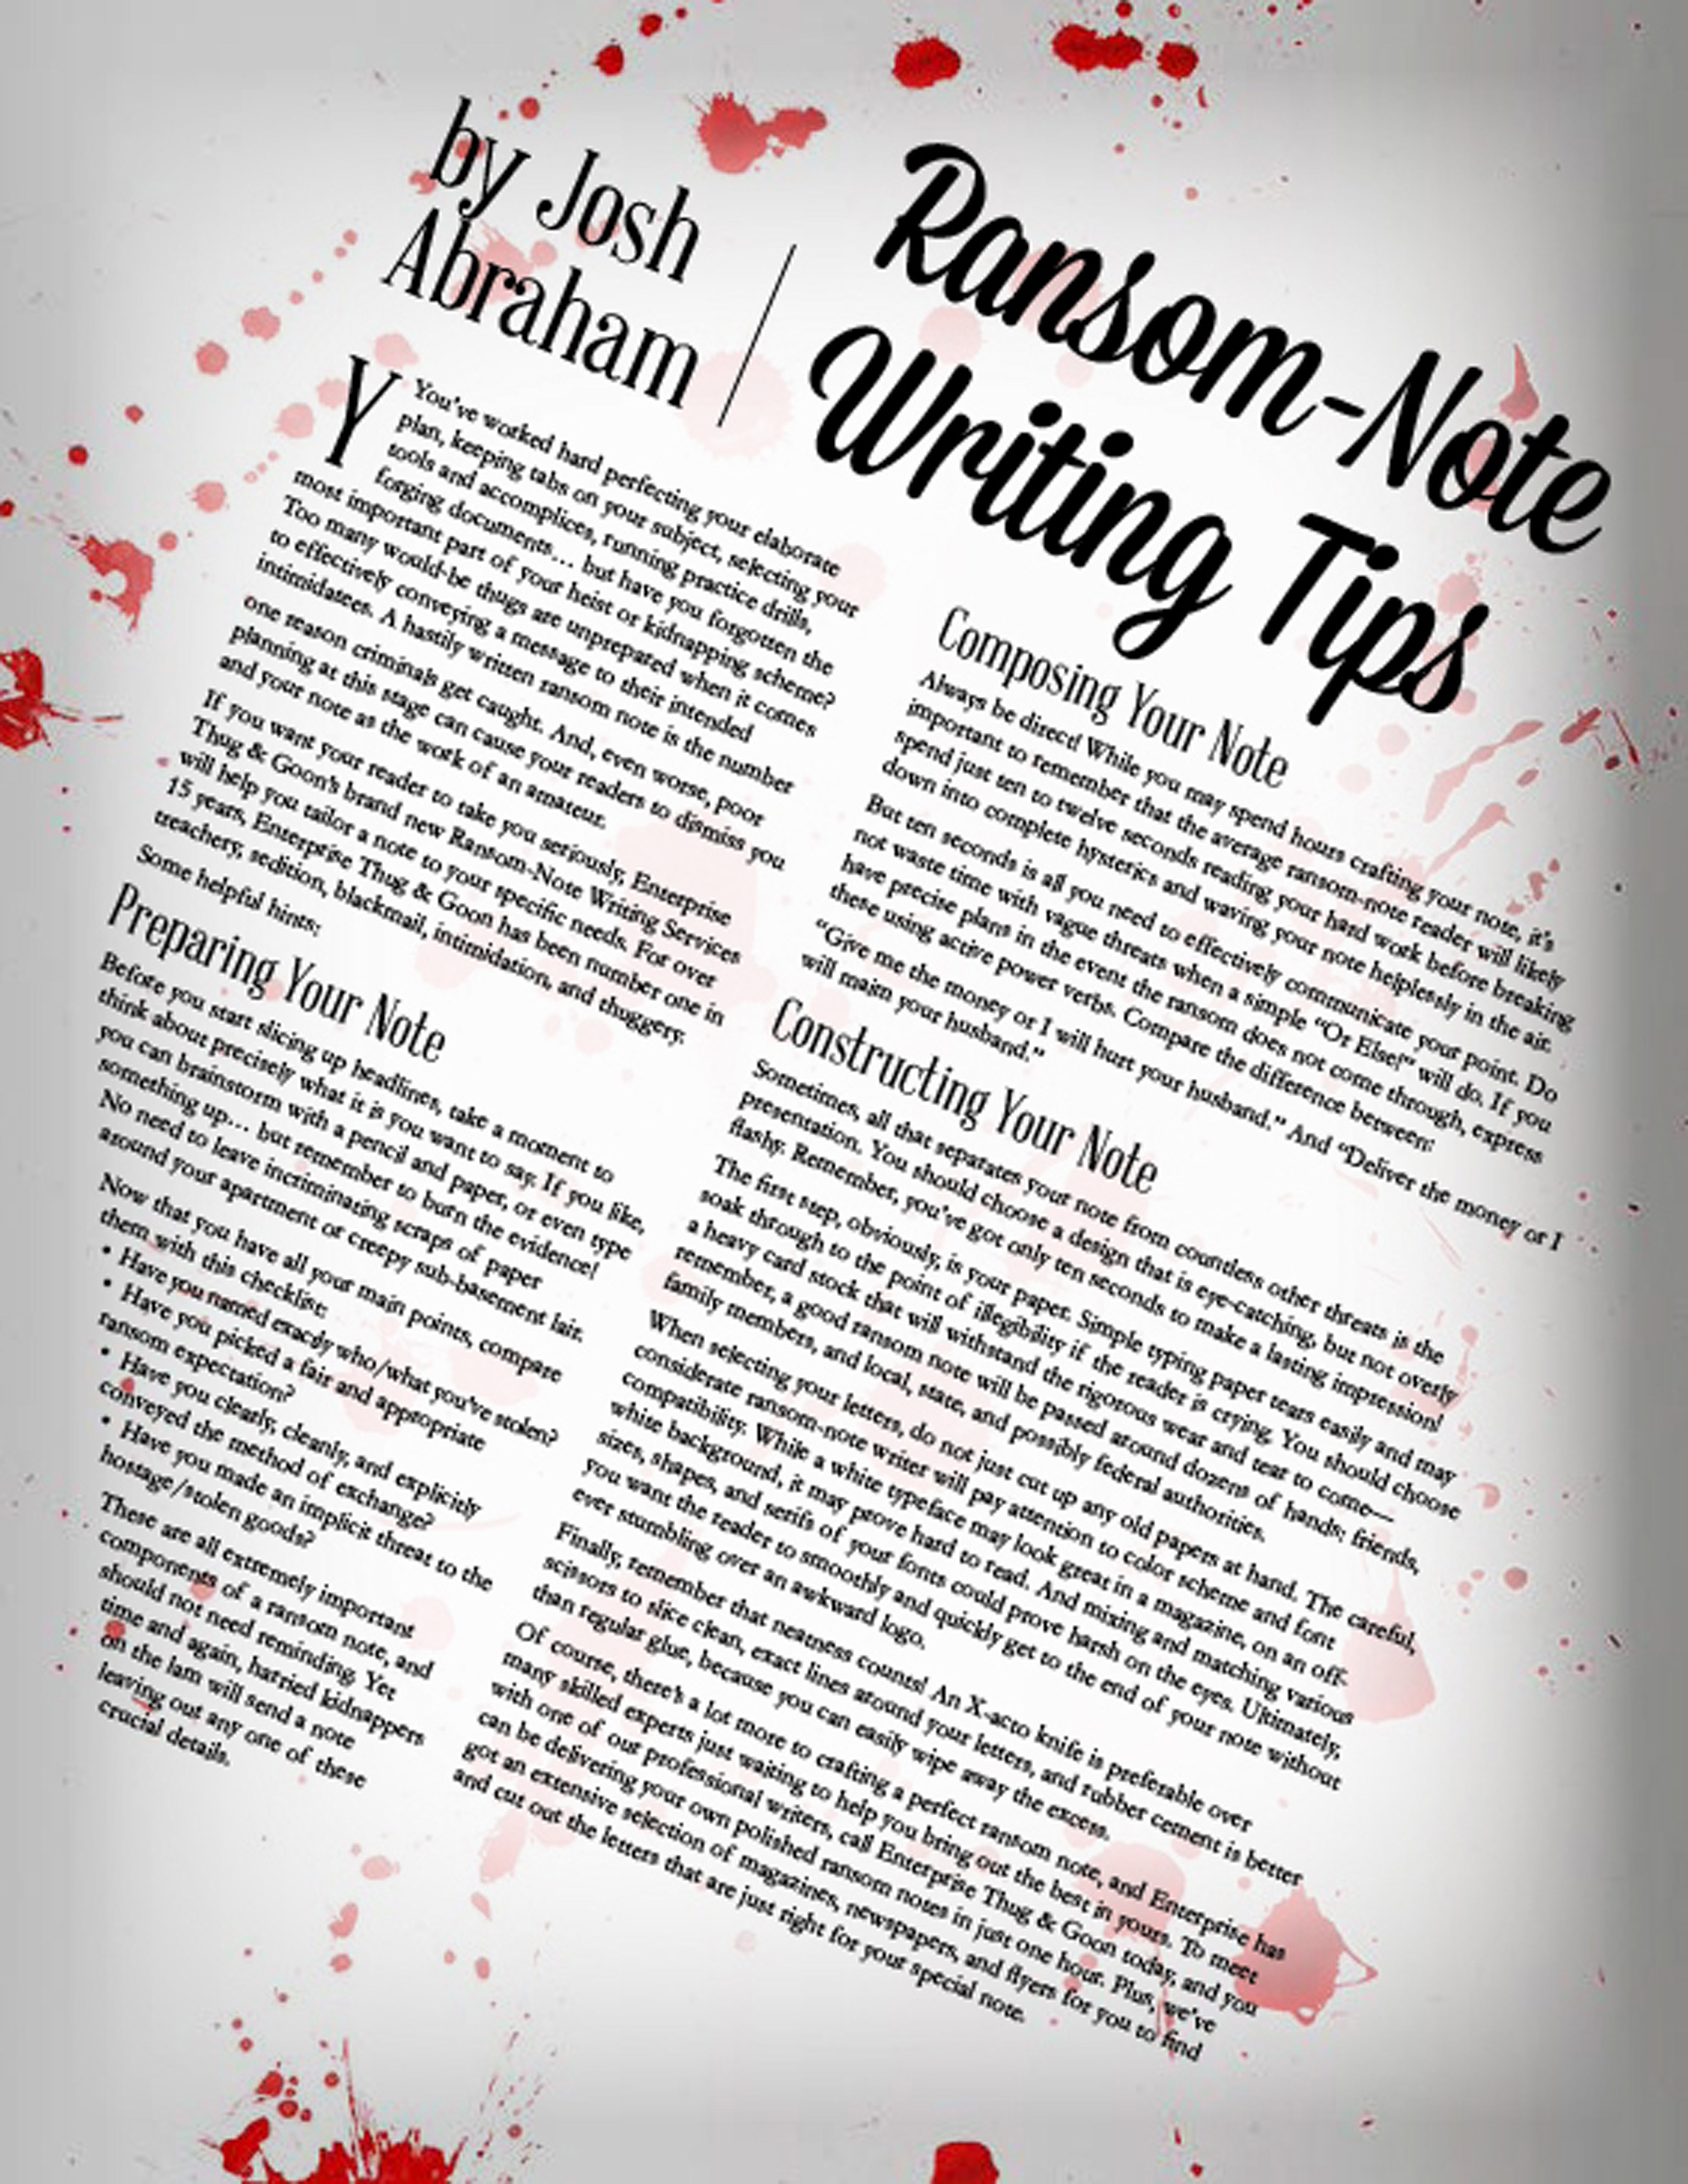 by Josh
Abraham
Ransom-Note
Writing Tips
Y
You've worked hard perfecting your elaborate
plan, keeping tabs on your subject, selecting your
tools and accomplices, running practice drills,
forging documents... but have you forgotten the
most important part of your heist or kidnapping scheme?
Too many would-be thugs are unprepared when it comes
to effectively conveying a message to their intended
intimidatees. A hastily written ransom note is the number
one reason criminals get caught. And, even worse, poor
planning at this stage can cause your readers to dismiss you
and your note as the work of an amateur.
If you want your reader to take you seriously, Enterprise
Thug & Goon's brand new Ransom-Note Writing Services
will help you tailor a note to your specific needs. For over
15 years, Enterprise Thug & Goon has been number one in
treachery, sedition, blackmail, intimidation, and thuggery.
Some helpful hints:
Preparing Your Note
Before you start slicing up headlines, take a moment to
think about precisely what it is you want to say. If you like,
you can brainstorm with a pencil and paper, or even type
something up... but remember to burn the evidence!
No need to leave incriminating scraps of paper
around your apartment or creepy sub-basement lair.
Now that you have all your main points, compare
them with this checklist:
• Have you named exactly who/what you've stolen?
• Have you picked a fair and appropriate
ransom expectation?
• Have you clearly, cleanly, and explicitly
conveyed the method of exchange?
• Have you made an implicit threat to the
hostage/stolen goods?
These are all extremely important
components of a ransom note, and
should not need reminding. Yet
time and again, harried kidnappers
on the lam will send a note
leaving out any one of these
crucial details.
Composing Your Note
Always be direct! While you may spend hours crafting your note, it's
important to remember that the average ransom-note reader will likely
spend just ten to twelve seconds reading your hard work before breaking
down into complete hysterics and waving your note helplessly in the air.
But ten seconds is all you need to effectively communicate your point. Do
not waste time with vague threats when a simple “Or Else!” will do. If you
have precise plans in the event the ransom does not come through, express
these using active power verbs. Compare the difference between:
“Give me the money or I will hurt your husband.” And “Deliver the money or I
will maim your husband.”
Constructing Your Note
Sometimes, all that separates your note from countless other threats is the
presentation. You should choose a design that is eye-catching, but not overly
flashy. Remember, you've got only ten seconds to make a lasting impression!
The first step, obviously, is your paper. Simple typing paper tears easily and may
soak through to the point of illegibility if the reader is crying. You should choose
a heavy card stock that will withstand the rigorous wear and tear to come—
remember, a good ransom note will be passed around dozens of hands: friends,
family members, and local, state, and possibly federal authorities.
When selecting your letters, do not just cut up any old papers at hand. The careful,
considerate ransom-note writer will pay attention to color scheme and font
compatibility. While a white typeface may look great in a magazine, on an off-
white background, it may prove hard to read. And mixing and matching various
sizes, shapes, and serifs of your fonts could prove harsh on the eyes. Ultimately,
you want the reader to smoothly and quickly get to the end of your note without
ever stumbling over an awkward logo.
Finally, remember that neatness counts! An X-acto knife is preferable over
scissors to slice clean, exact lines around your letters, and rubber cement is better
than regular glue, because you can easily wipe away the excess.
Of course, there's a lot more to crafting a perfect ransom note, and Enterprise has
many skilled experts just waiting to help you bring out the best in yours. To meet
with one of our professional writers, call Enterprise Thug & Goon today, and you
can be delivering your own polished ransom notes in just one hour. Plus, we've
got an extensive selection of magazines, newspapers, and flyers for you to find
and cut out the letters that are just right for your special note.